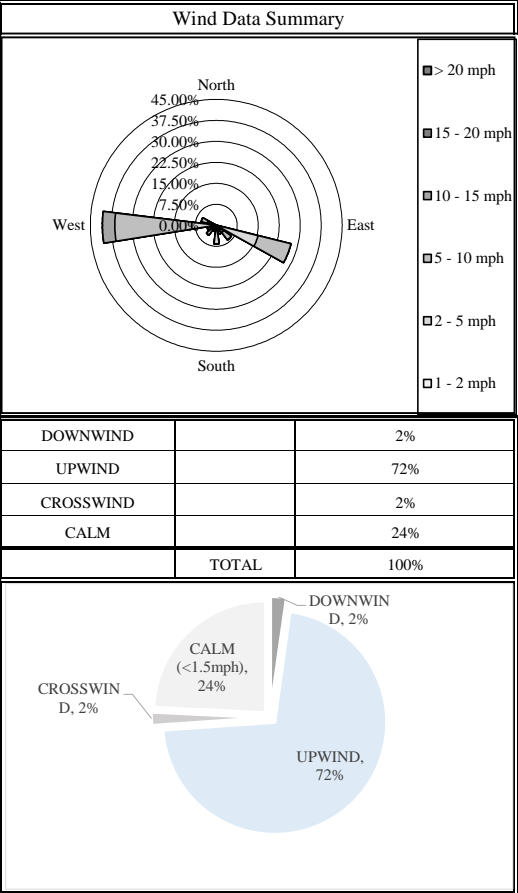 Wind Data Summary
North
45.00%
37.50%
30.00%
22.50%
15.00%
7.50%
0.00%
West
East
South
> 20 mph
15 - 20 mph
10 - 15 mph
5 - 10 mph
2 - 5 mph
1 - 2 mph
DOWNWIND 2%
UPWIND 72%
CROSSWIND 2%
CALM 24%
TOTAL 100%
DOWNWIN
D, 2%
CALM
(<1.5mph),
24%
CROSSWIN
D, 2%
UPWIND,
72%